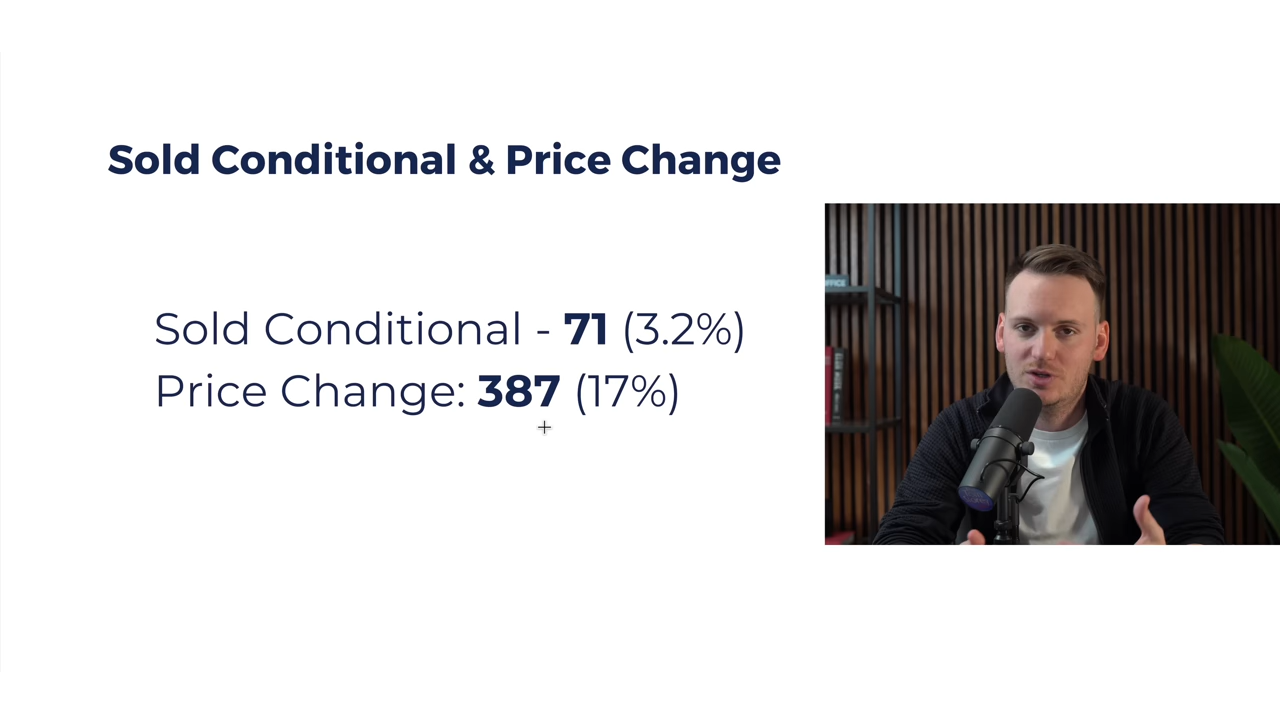 Sold Conditional & Price Change
Sold Conditional - 71 (3.2%)
Price Change: 387 (17%)